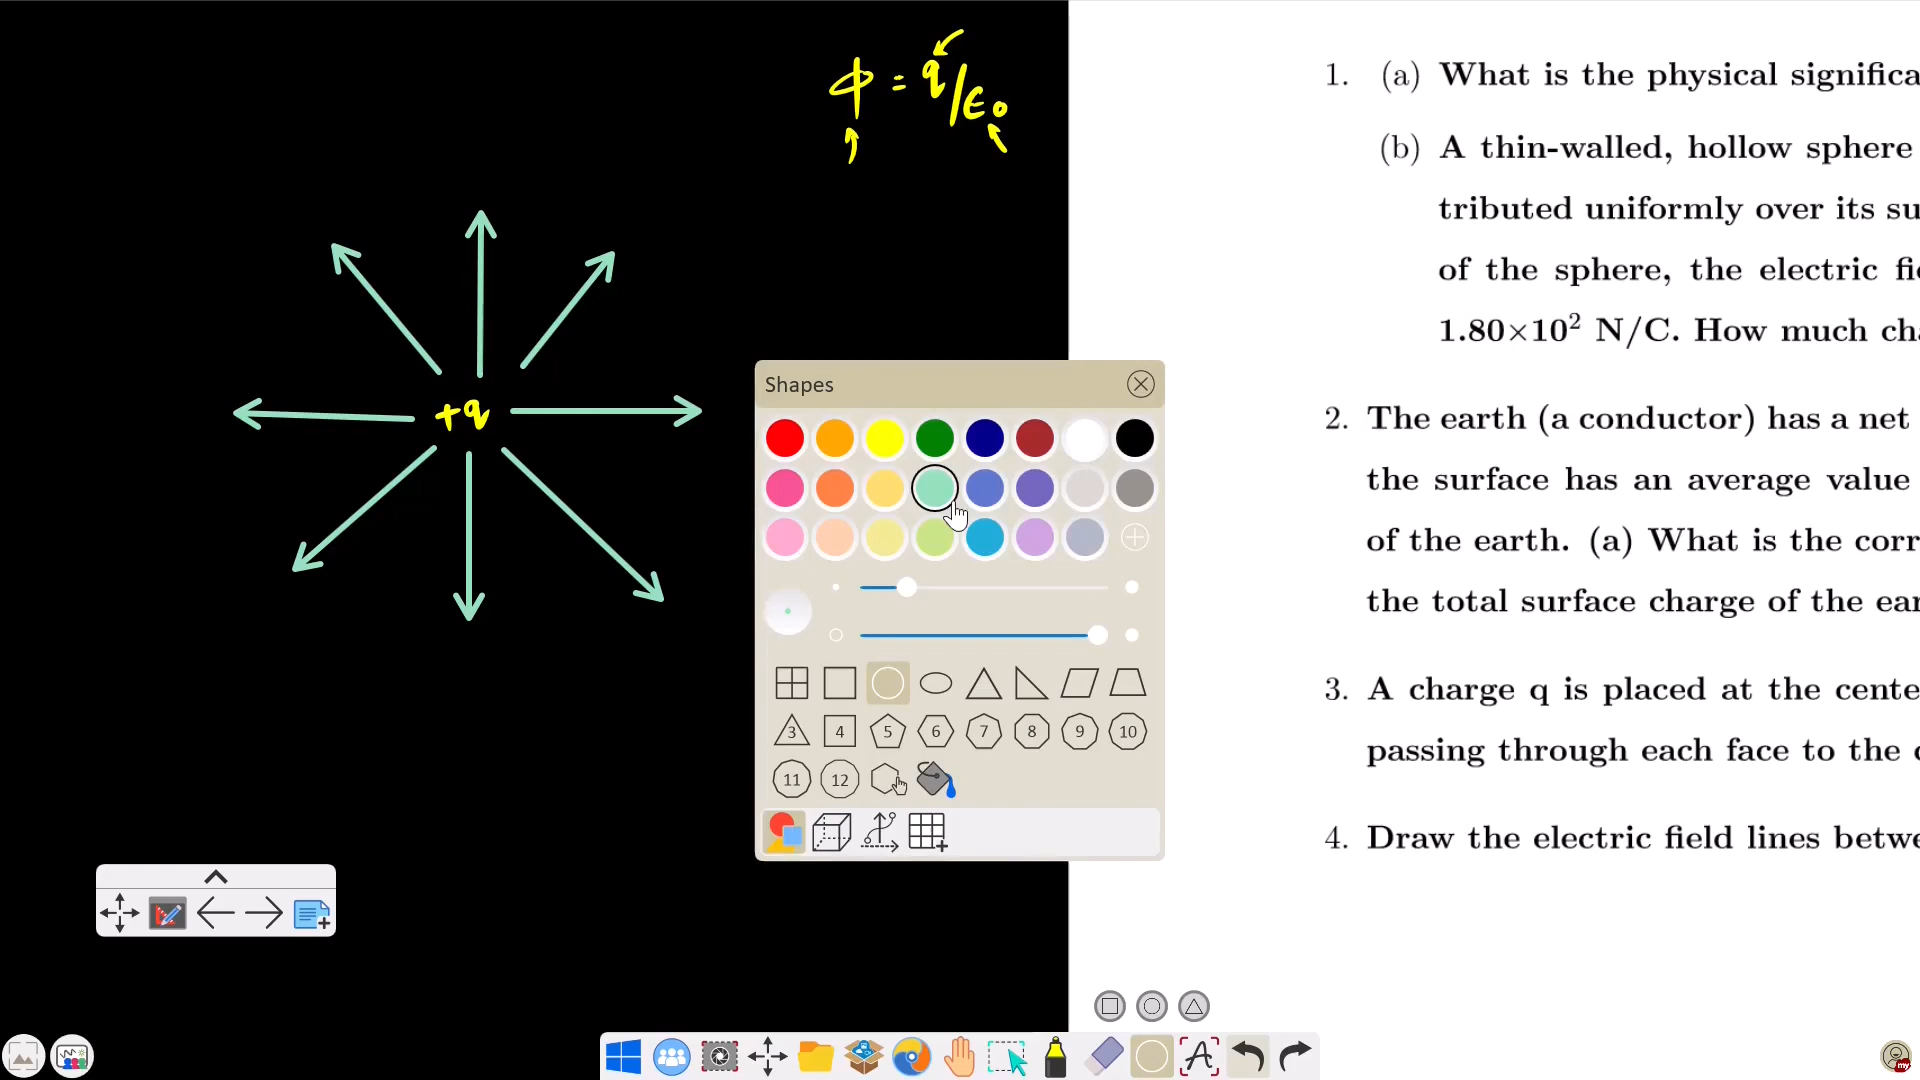 ϕ = q/ϵ0
+q
1. (a) What is the physical significa
(b) A thin-walled, hollow sphere
tributed uniformly over its su
of the sphere, the electric fie
1.80×10² N/C. How much cha
2. The earth (a conductor) has a net
the surface has an average value
of the earth. (a) What is the corr
the total surface charge of the ear
3. A charge q is placed at the cente
passing through each face to the c
4. Draw the electric field lines betwe
Shapes
3 4 5 6 7 8 9 10
11 12
A
my